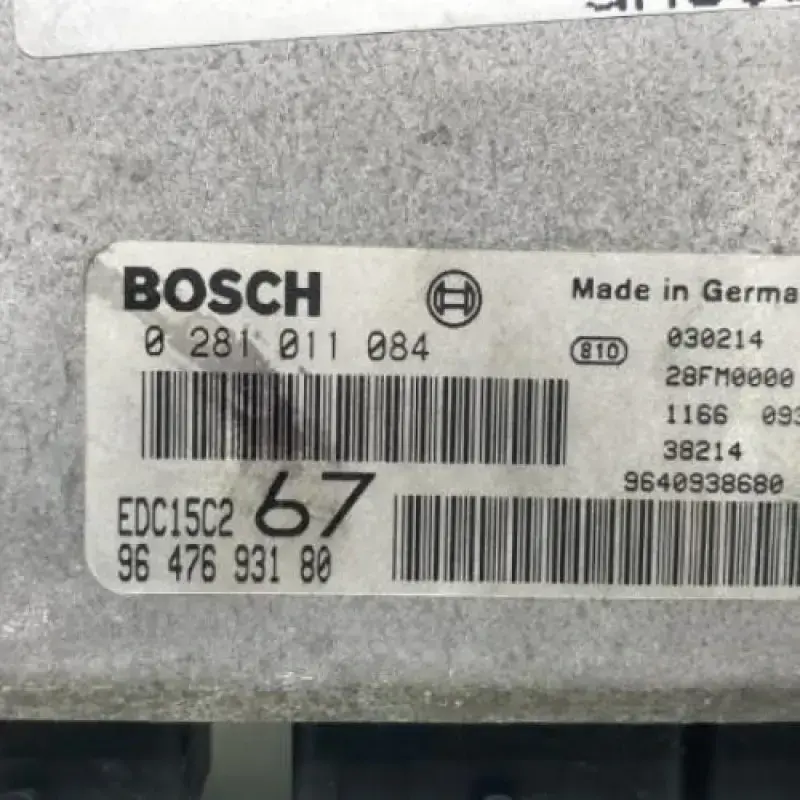 BOSCH
0 281 011 084
EDC15C2 67
96 476 931 80
Made in Germa
810
030214
28FM0000
1166 093
38214
9640938680